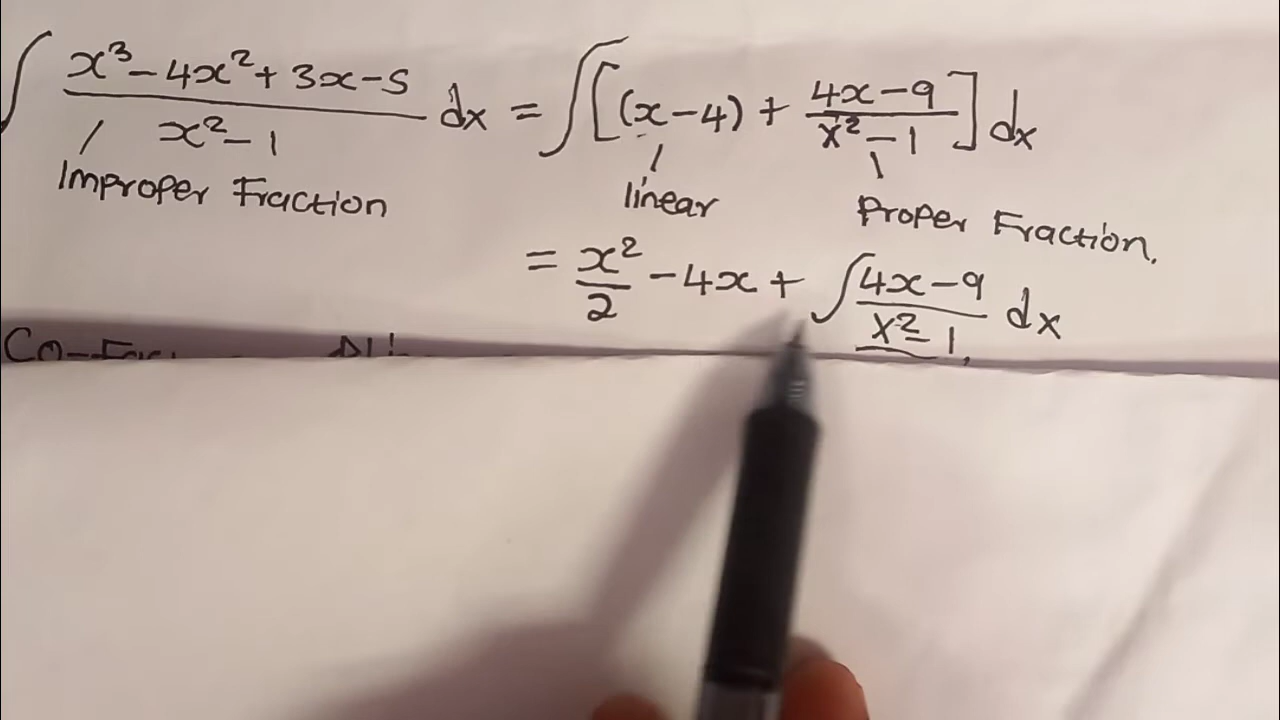 ∫ (x³ − 4x² + 3x − 5)/(x² − 1) dx = ∫[(x − 4) + (4x − 9)/(x² − 1)] dx
Improper Fraction linear Proper Fraction.
= x²/2 − 4x + ∫ (4x − 9)/(x² − 1) dx